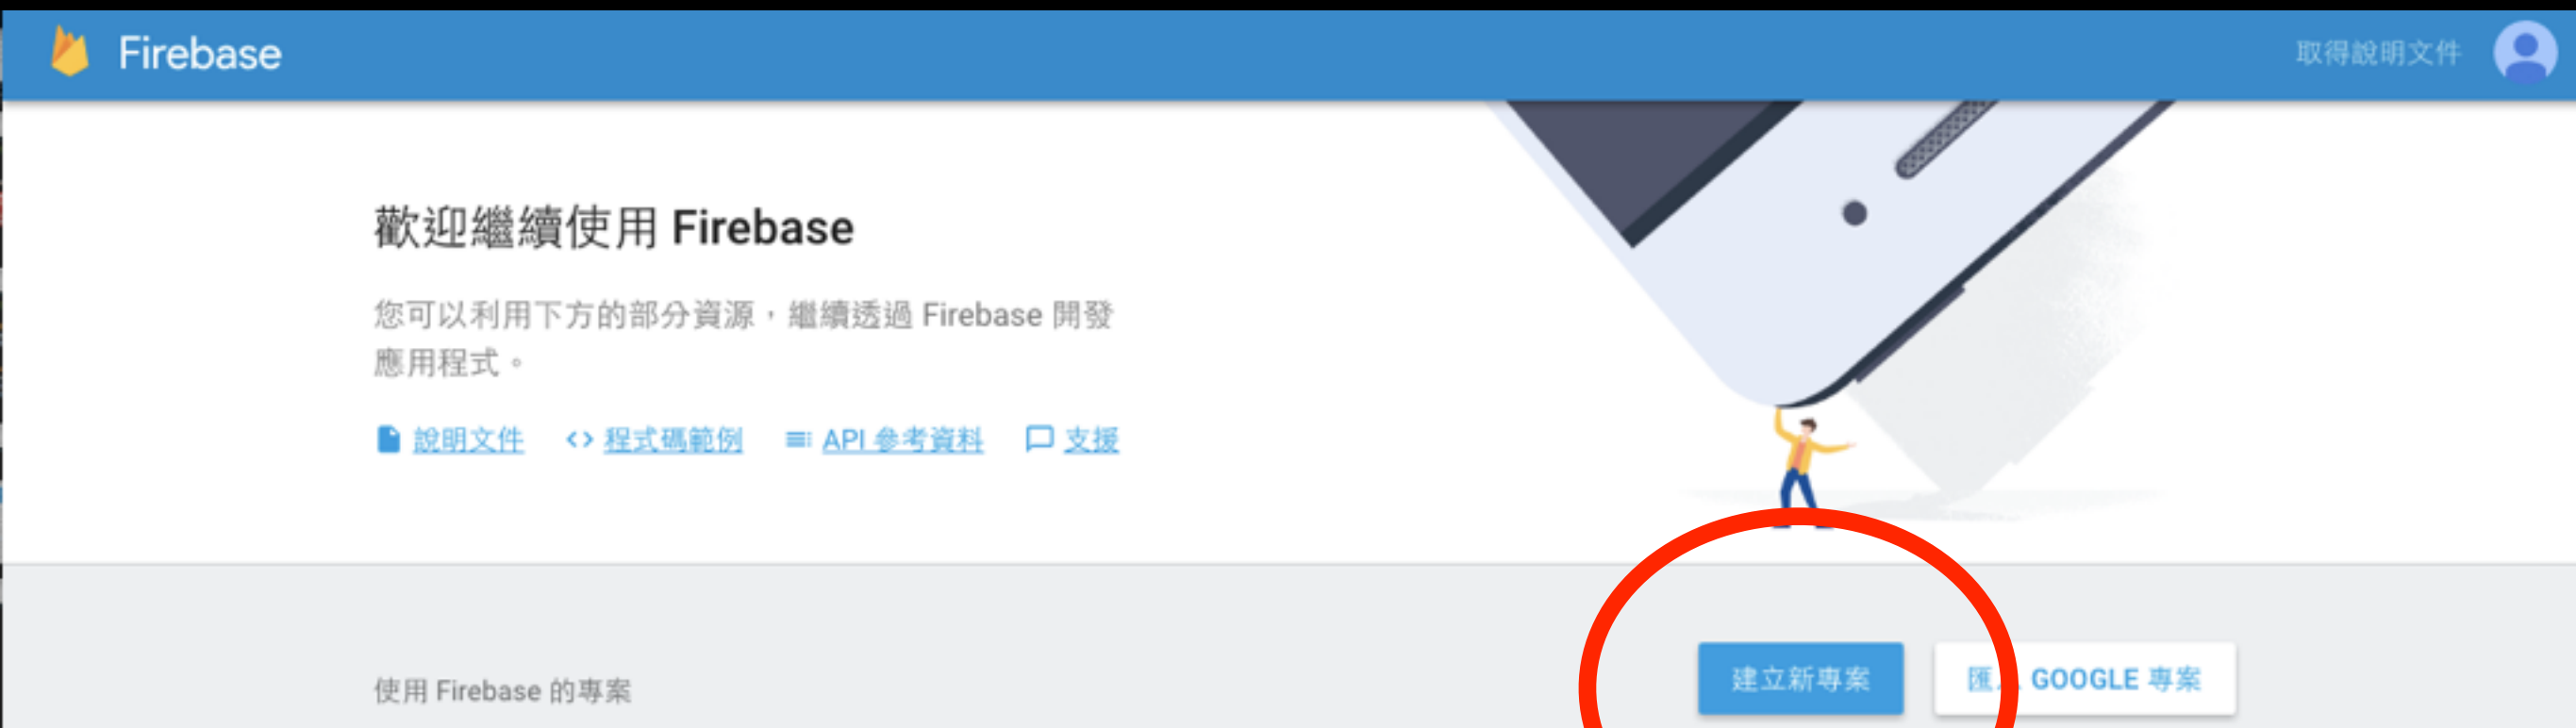 Firebase
取得說明文件
歡迎繼續使用 Firebase
您可以利用下方的部分資源，繼續透過 Firebase 開發
應用程式。
說明文件 <> 程式碼範例 API 參考資料 支援
使用 Firebase 的專案
建立新專案
匯 GOOGLE 專案